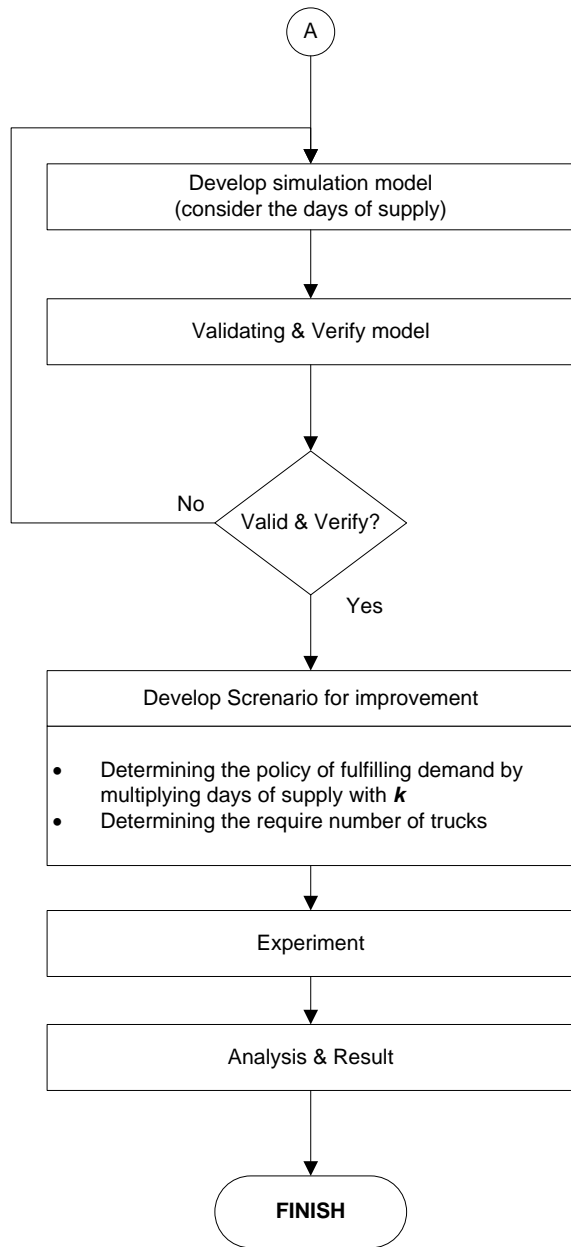 A
Develop simulation model
(consider the days of supply)
Validating & Verify model
No
Valid & Verify?
Yes
Develop Screnario for improvement
• Determining the policy of fulfilling demand by
multiplying days of supply with k
• Determining the require number of trucks
Experiment
Analysis & Result
FINISH